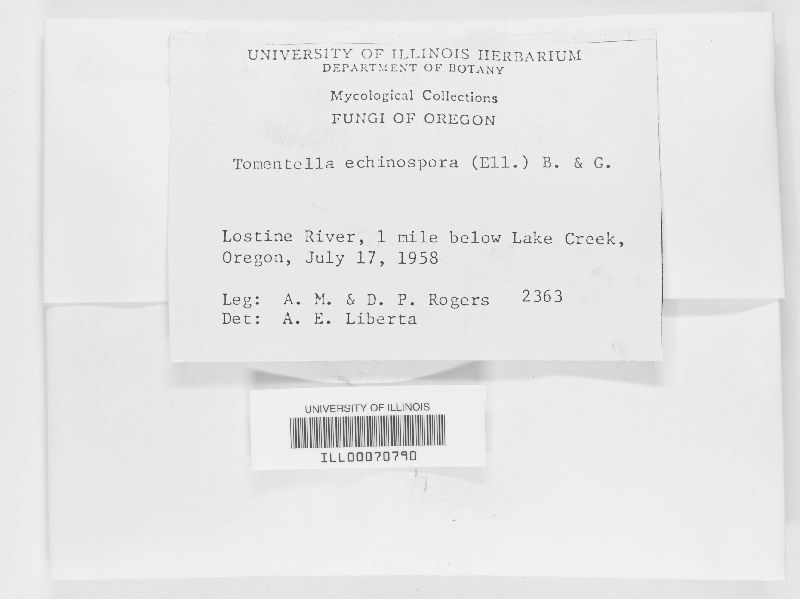 UNIVERSITY OF ILLINOIS HERBARIUM
DEPARTMENT OF BOTANY
Mycological Collections
FUNGI OF OREGON
Tomentella echinospora (Ell.) B. & G.
Lostine River, 1 mile below Lake Creek,
Oregon, July 17, 1958
Leg: A. M. & D. P. Rogers 2363
Det: A. E. Liberta
UNIVERSITY OF ILLINOIS
ILL00070790